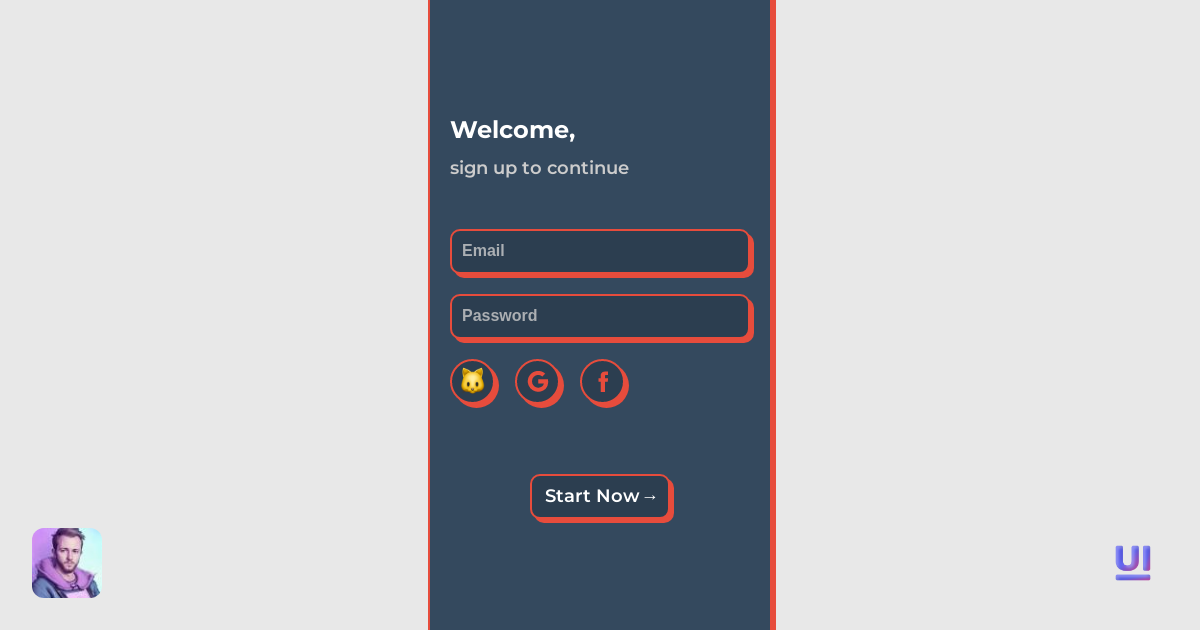 Welcome,
sign up to continue
Email
Password
G
f
Start Now→
UI